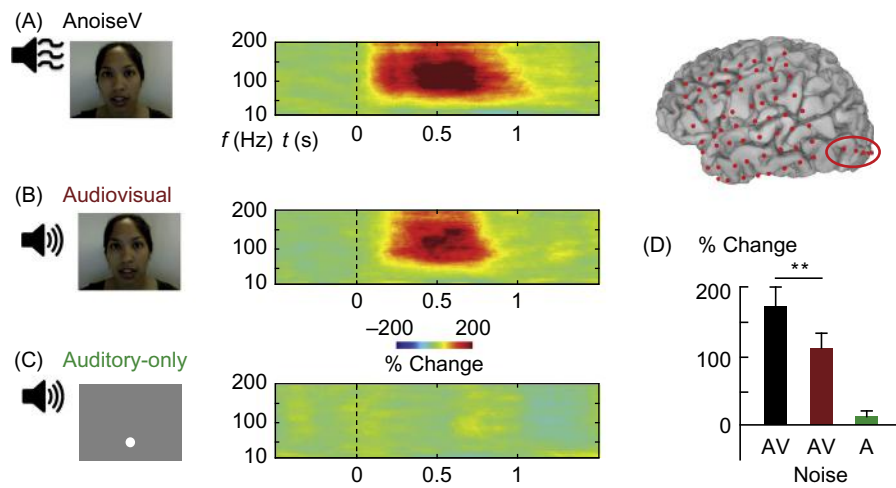 (A) AnoiseV
200
100
10
0 0.5 1
f (Hz) t (s)
(B) Audiovisual
200
100
10
0 0.5 1
–200 200
% Change
(C) Auditory-only
200
100
10
0 0.5 1
(D) % Change
**
200
100
0
AV AV A
Noise